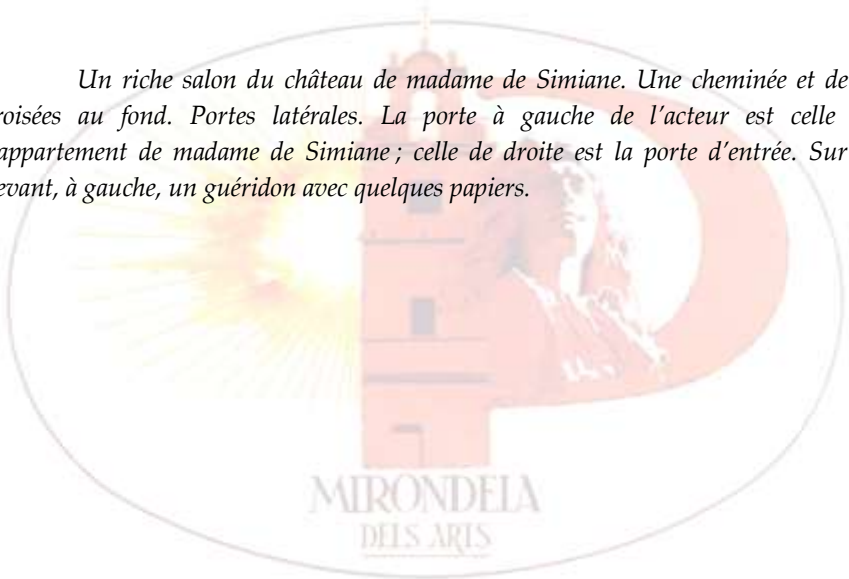 Un riche salon du château de madame de Simiane. Une cheminée et de
roisées au fond. Portes latérales. La porte à gauche de l’acteur est celle
appartement de madame de Simiane ; celle de droite est la porte d’entrée. Sur
evant, à gauche, un guéridon avec quelques papiers.
MIRONDELA
DELS ARTS